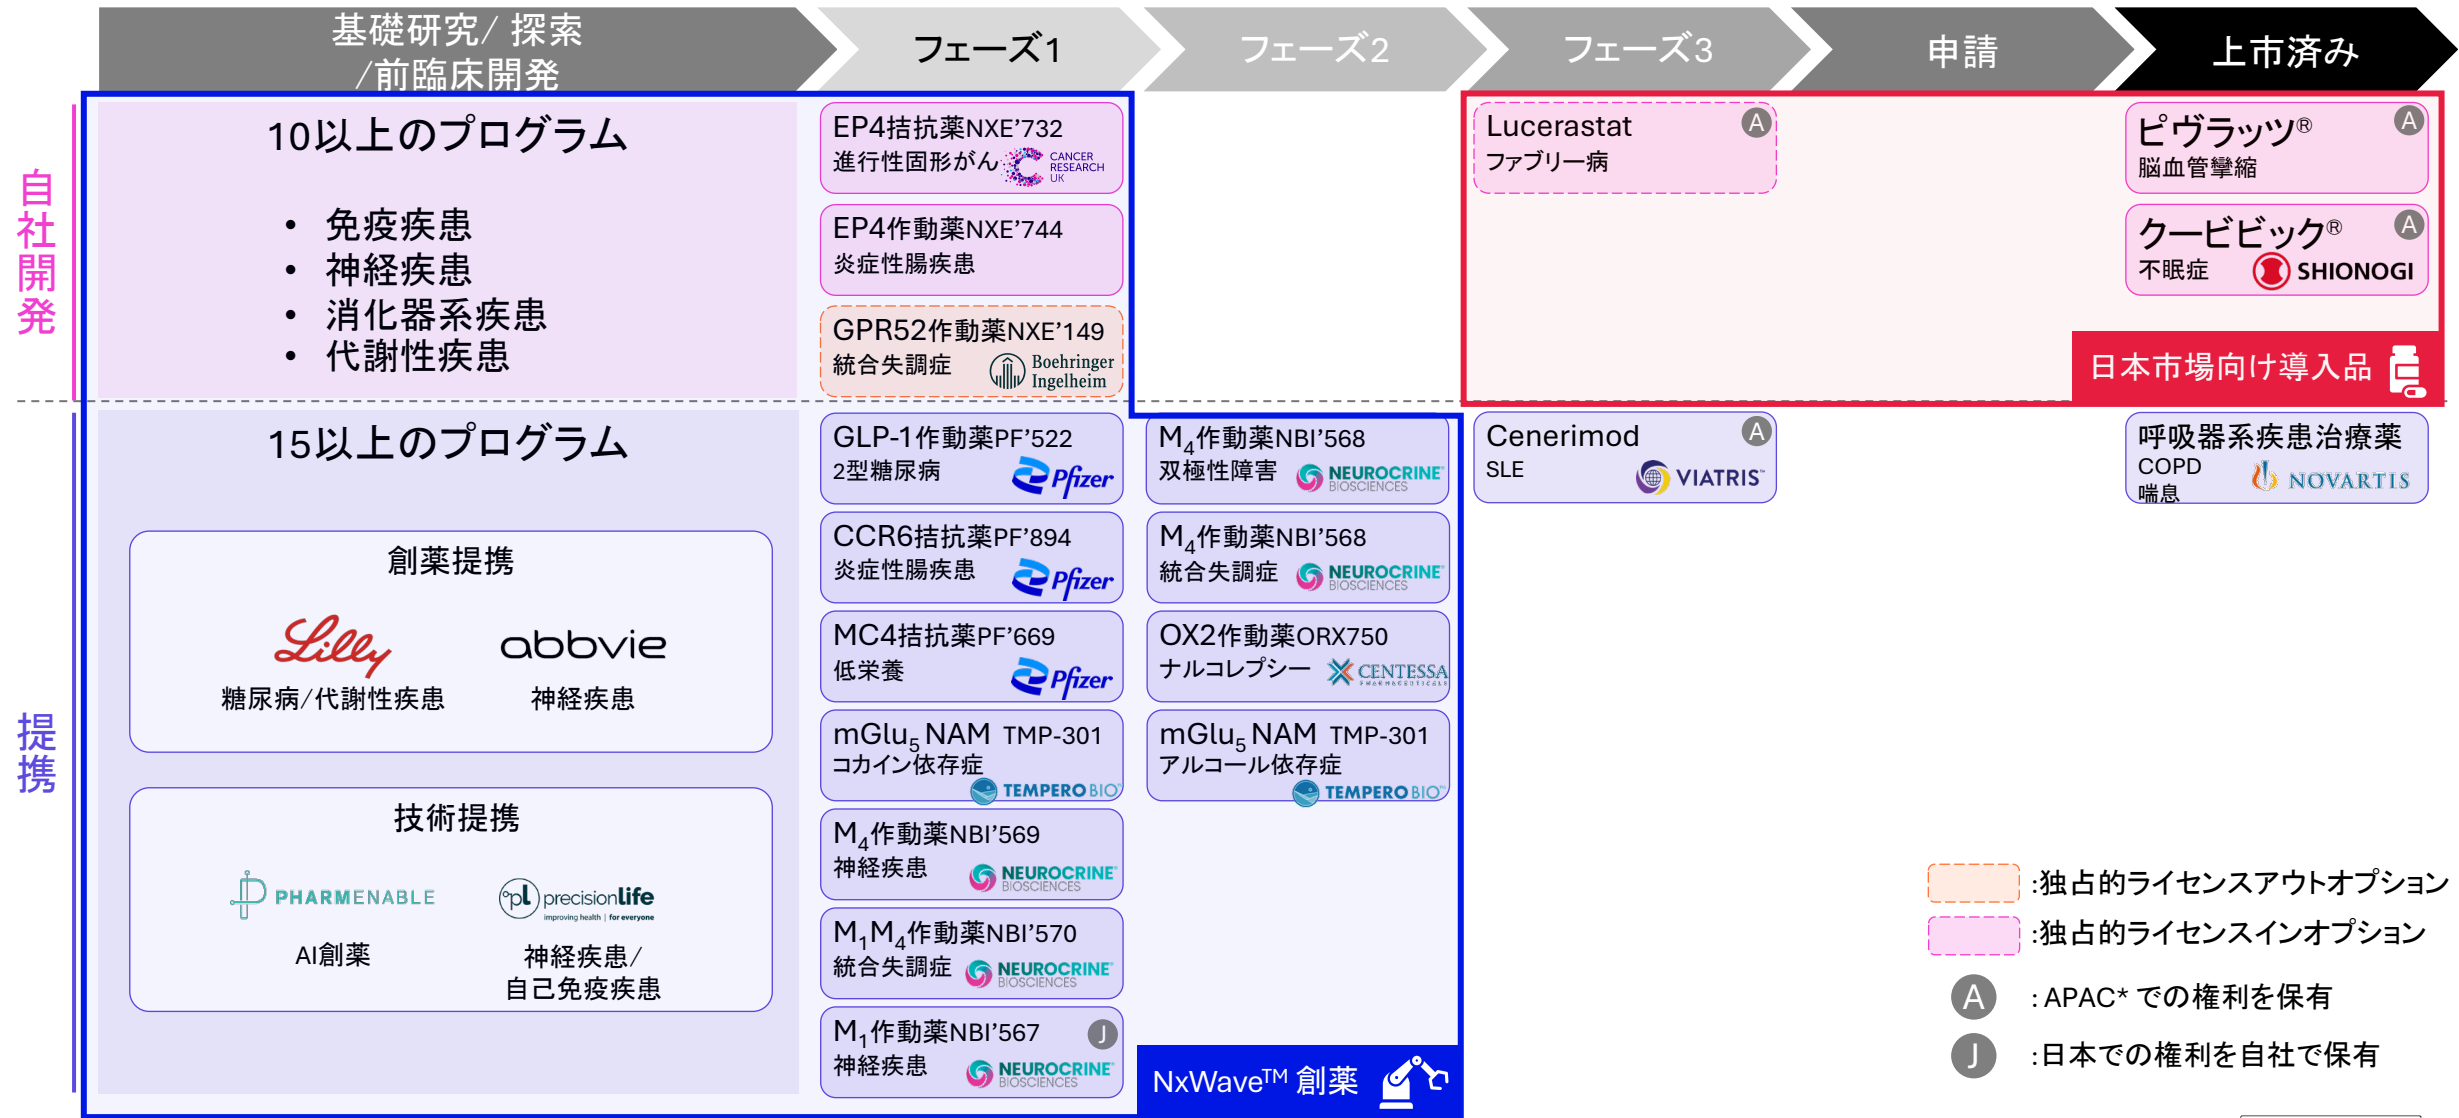 基礎研究/ 探索
/前臨床開発
フェーズ1
フェーズ2
フェーズ3
申請
上市済み
自社開発
10以上のプログラム
• 免疫疾患
• 神経疾患
• 消化器系疾患
• 代謝性疾患
EP4拮抗薬NXE'732
進行性固形がん
CANCER
RESEARCH
UK
EP4作動薬NXE'744
炎症性腸疾患
GPR52作動薬NXE'149
統合失調症
Boehringer
Ingelheim
Lucerastat
A
ファブリー病
ピヴラッツ®
A
脳血管攣縮
クービビック®
A
不眠症
SHIONOGI
日本市場向け導入品
提携
15以上のプログラム
創薬提携
Lilly
abbvie
糖尿病/代謝性疾患
神経疾患
技術提携
PHARMENABLE
opl precisionlife
improving health | for everyone
AI創薬
神経疾患/
自己免疫疾患
GLP-1作動薬PF'522
2型糖尿病
Pfizer
CCR6拮抗薬PF'894
炎症性腸疾患
Pfizer
MC4拮抗薬PF'669
低栄養
Pfizer
mGlu5 NAM TMP-301
コカイン依存症
TEMPERO BIO
M4作動薬NBI'569
神経疾患
NEUROCRINE
BIOSCIENCES
M1M4作動薬NBI'570
統合失調症
NEUROCRINE
BIOSCIENCES
M1作動薬NBI'567
J
神経疾患
NEUROCRINE
BIOSCIENCES
M4作動薬NBI'568
双極性障害
NEUROCRINE
BIOSCIENCES
M4作動薬NBI'568
統合失調症
NEUROCRINE
BIOSCIENCES
OX2作動薬ORX750
ナルコレプシー
CENTESSA
PHARMACEUTICALS
mGlu5 NAM TMP-301
アルコール依存症
TEMPERO BIO
NxWave™ 創薬
Cenerimod
A
SLE
VIATRIS™
呼吸器系疾患治療薬
COPD
喘息
NOVARTIS
:独占的ライセンスアウトオプション
:独占的ライセンスインオプション
A : APAC* での権利を保有
J :日本での権利を自社で保有